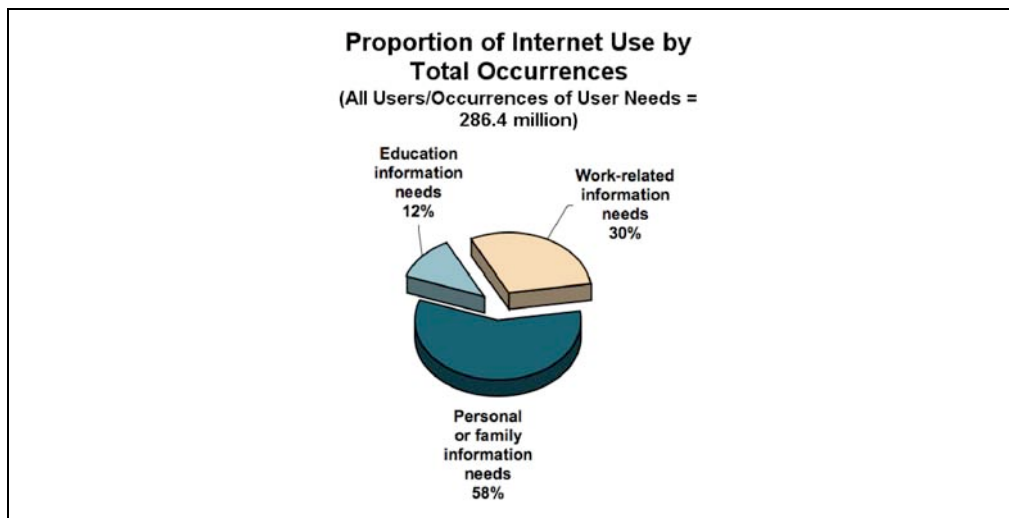 Proportion of Internet Use by
Total Occurrences
(All Users/Occurrences of User Needs =
286.4 million)
Education
information
needs
12%
Work-related
information
needs
30%
Personal
or family
information
needs
58%